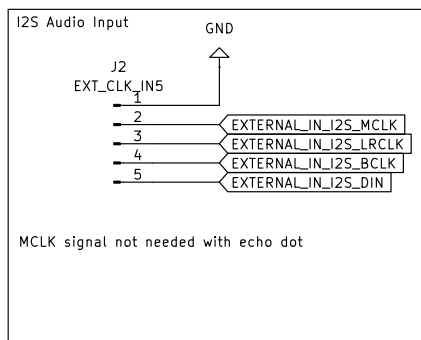 I2S Audio Input
GND
J2
EXT_CLK_IN5
1
2 EXTERNAL_IN_I2S_MCLK
3 EXTERNAL_IN_I2S_LRCLK
4 EXTERNAL_IN_I2S_BCLK
5 EXTERNAL_IN_I2S_DIN
MCLK signal not needed with echo dot